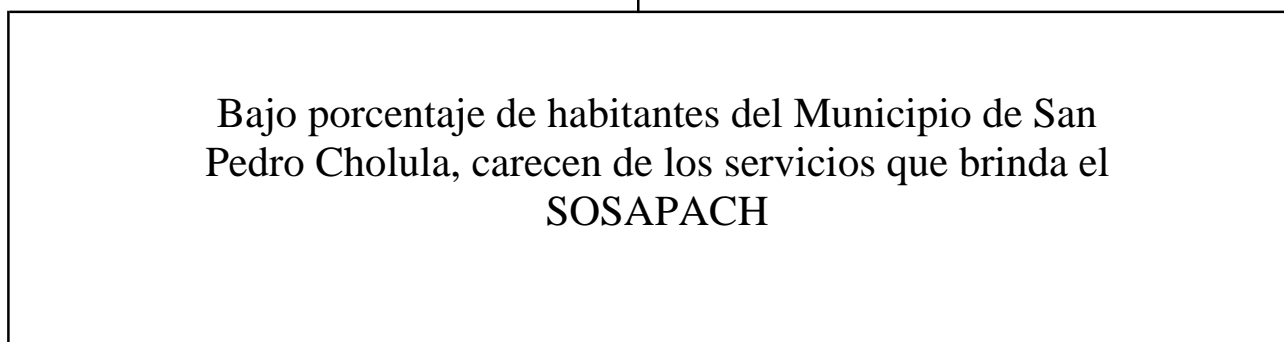 Bajo porcentaje de habitantes del Municipio de San
Pedro Cholula, carecen de los servicios que brinda el
SOSAPACH